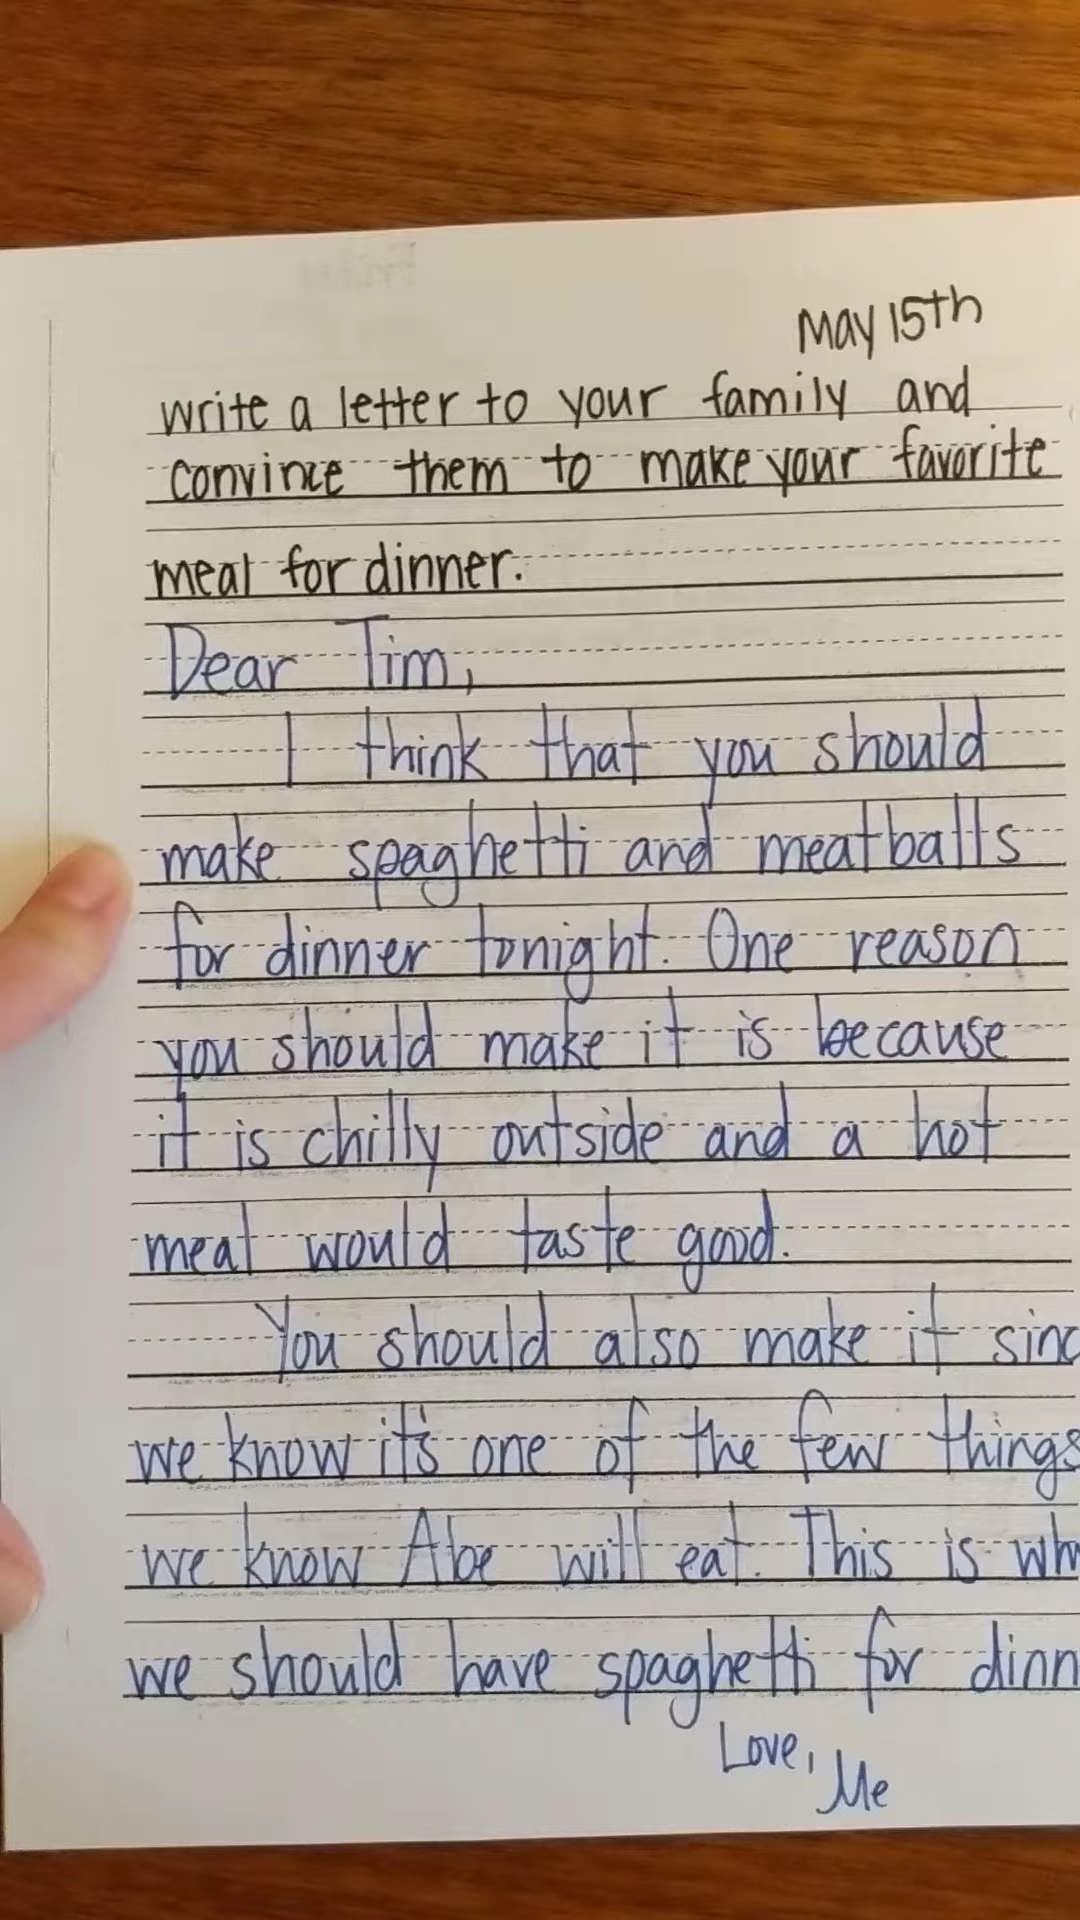 May 15th
write a letter to your family and
convince them to make your favorite
meal for dinner.
Dear Tim,
I think that you should
make spaghetti and meatballs
for dinner tonight. One reason
you should make it is because
it is chilly outside and a hot
meal would taste good.
You should also make it sinc
we know it's one of the few things
we know Abe will eat. This is wh
we should have spaghetti for dinn
Love,
Me